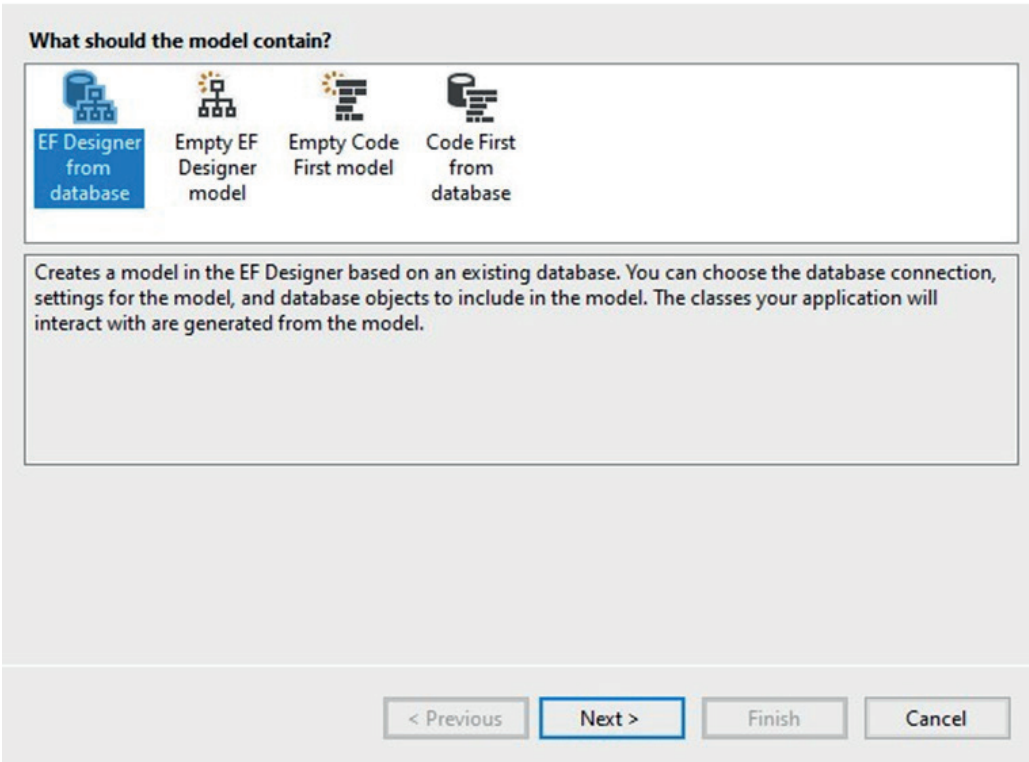 What should the model contain?
EF Designer from database
Empty EF Designer model
Empty Code First model
Code First from database
Creates a model in the EF Designer based on an existing database. You can choose the database connection,
settings for the model, and database objects to include in the model. The classes your application will
interact with are generated from the model.
< Previous
Next >
Finish
Cancel